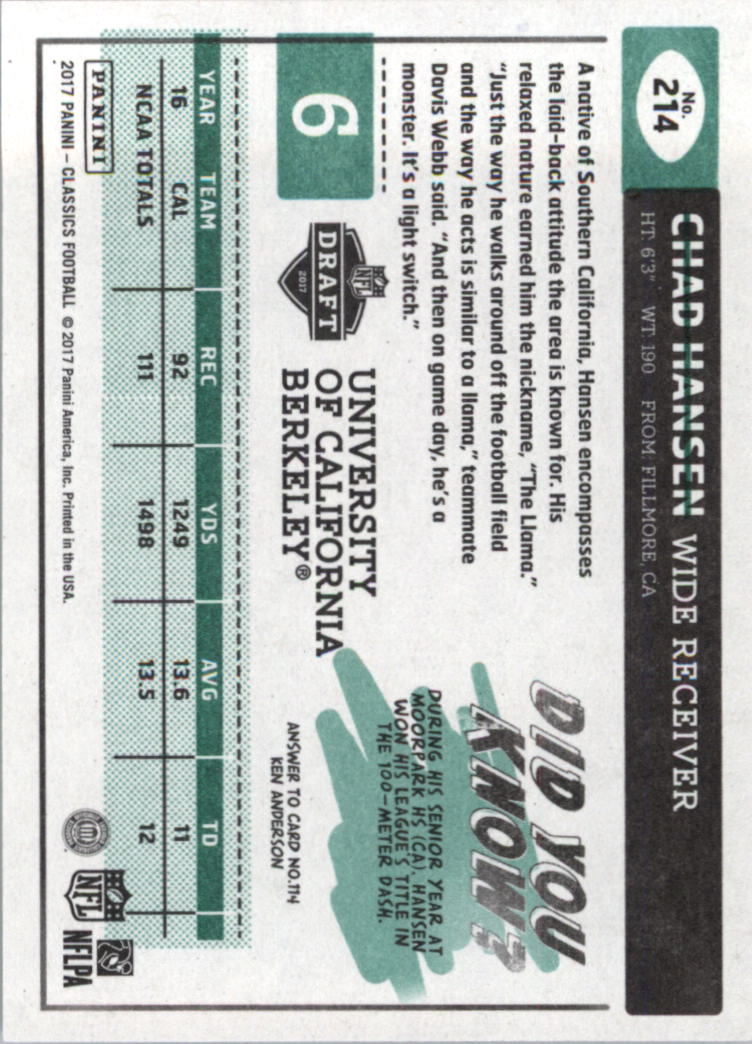 No.
214
CHAD HANSEN WIDE RECEIVER
HT: 6'3" WT: 190 FROM: FILLMORE, CA
A native of Southern California, Hansen encompasses
the laid-back attitude the area is known for. His
relaxed nature earned him the nickname, "The Llama."
"Just the way he walks around off the football field
and the way he acts is similar to a llama," teammate
Davis Webb said. "And then on game day, he's a
monster. It's a light switch."
DID YOU
KNOW?
DURING HIS SENIOR YEAR AT
MOORPARK HS (CA), HANSEN
WON HIS LEAGUE'S TITLE IN
THE 100-METER DASH.
ANSWER TO CARD NO.114
KEN ANDERSON
6
NFL
DRAFT
2017
UNIVERSITY
OF CALIFORNIA
BERKELEY®
YEAR TEAM REC YDS AVG TD
16 CAL 92 1249 13.6 11
NCAA TOTALS 111 1498 13.5 12
PANINI
2017 PANINI – CLASSICS FOOTBALL © 2017 Panini America, Inc. Printed in the USA.
NFL
NFLPA